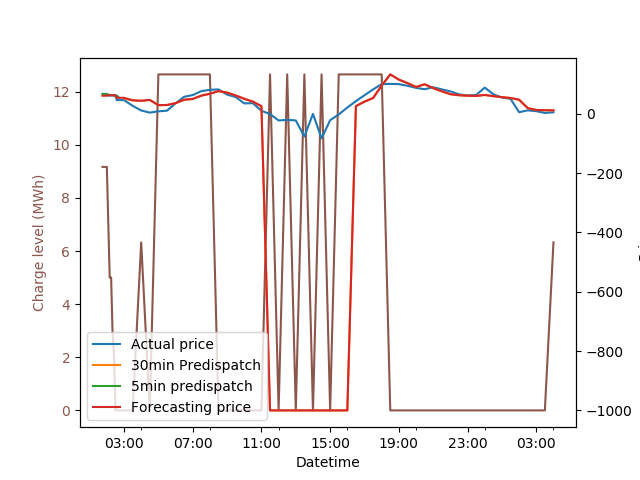 12
10
8
6
4
2
0
Charge level (MWh)
0
−200
−400
−600
−800
−1000
Actual price
30min Predispatch
5min predispatch
Forecasting price
03:00 07:00 11:00 15:00 19:00 23:00 03:00
Datetime